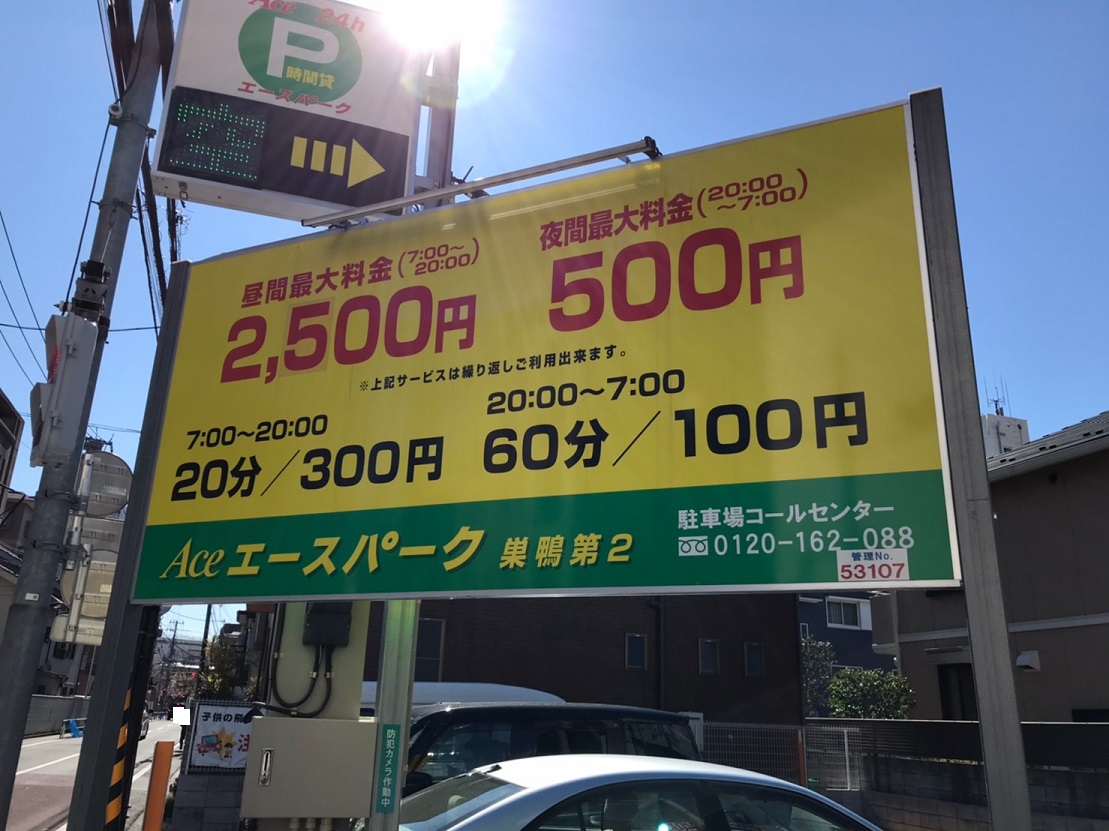 Ace 24h
P
時間貸
エースパーク
昼間最大料金(7:00〜20:00)
2,500円
夜間最大料金(20:00〜7:00)
500円
※上記サービスは繰り返しご利用出来ます。
7:00〜20:00
20分／300円
20:00〜7:00
60分／100円
Ace エースパーク 巣鴨第2
駐車場コールセンター
0120-162-088
管理No.
53107
子供の飛
注
防犯カメラ作動中